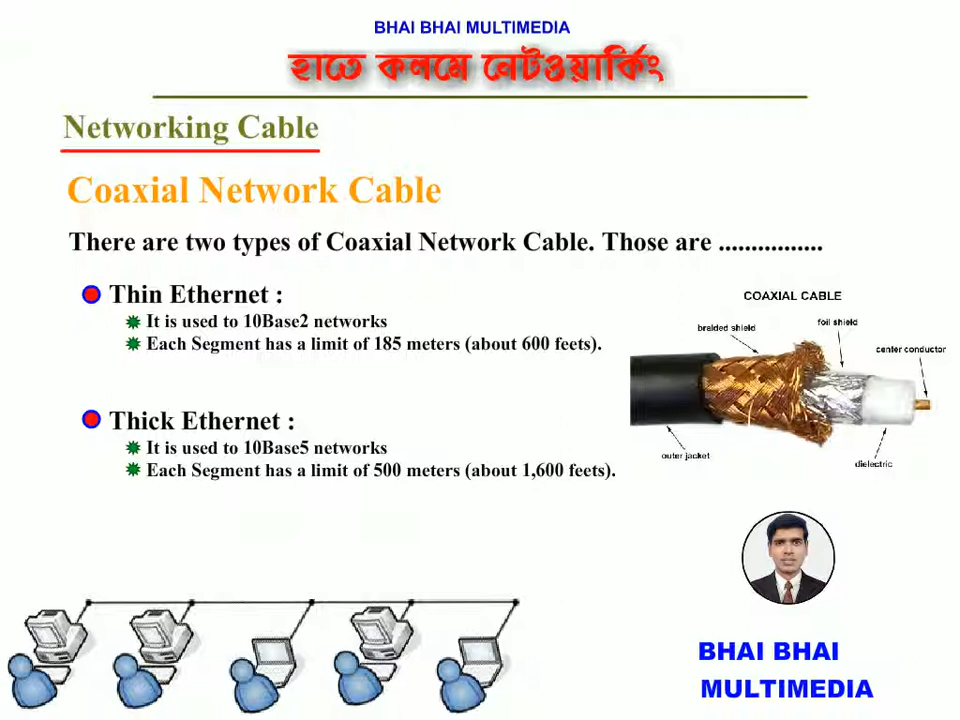 BHAI BHAI MULTIMEDIA
হাতে কলমে নেটওয়ার্কিং
Networking Cable
Coaxial Network Cable
There are two types of Coaxial Network Cable. Those are ................
Thin Ethernet :
It is used to 10Base2 networks
Each Segment has a limit of 185 meters (about 600 feets).
Thick Ethernet :
It is used to 10Base5 networks
Each Segment has a limit of 500 meters (about 1,600 feets).
COAXIAL CABLE
braided shield
foil shield
center conductor
outer jacket
dielectric
BHAI BHAI
MULTIMEDIA